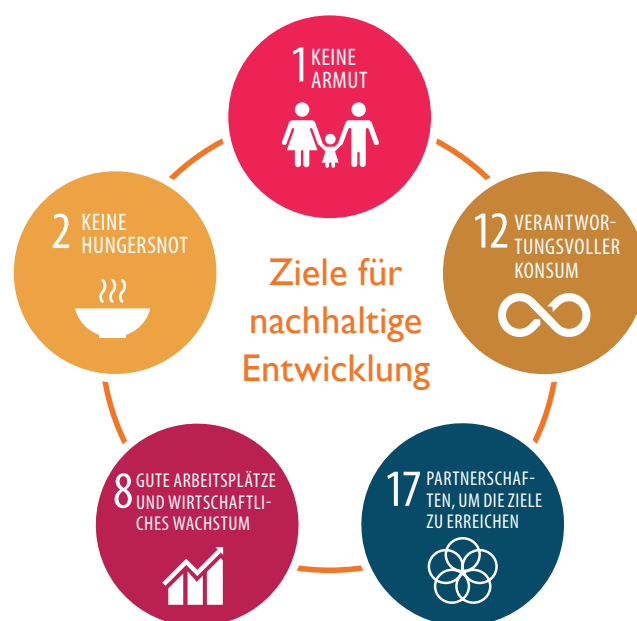 1 KEINE
ARMUT
2 KEINE
HUNGERSNOT
12 VERANTWOR-
TUNGSVOLLER
KONSUM
Ziele für
nachhaltige
Entwicklung
8 GUTE ARBEITSPLÄTZE
UND WIRTSCHAFTLI-
CHES WACHSTUM
17 PARTNERSCHAF-
TEN, UM DIE ZIELE
ZU ERREICHEN